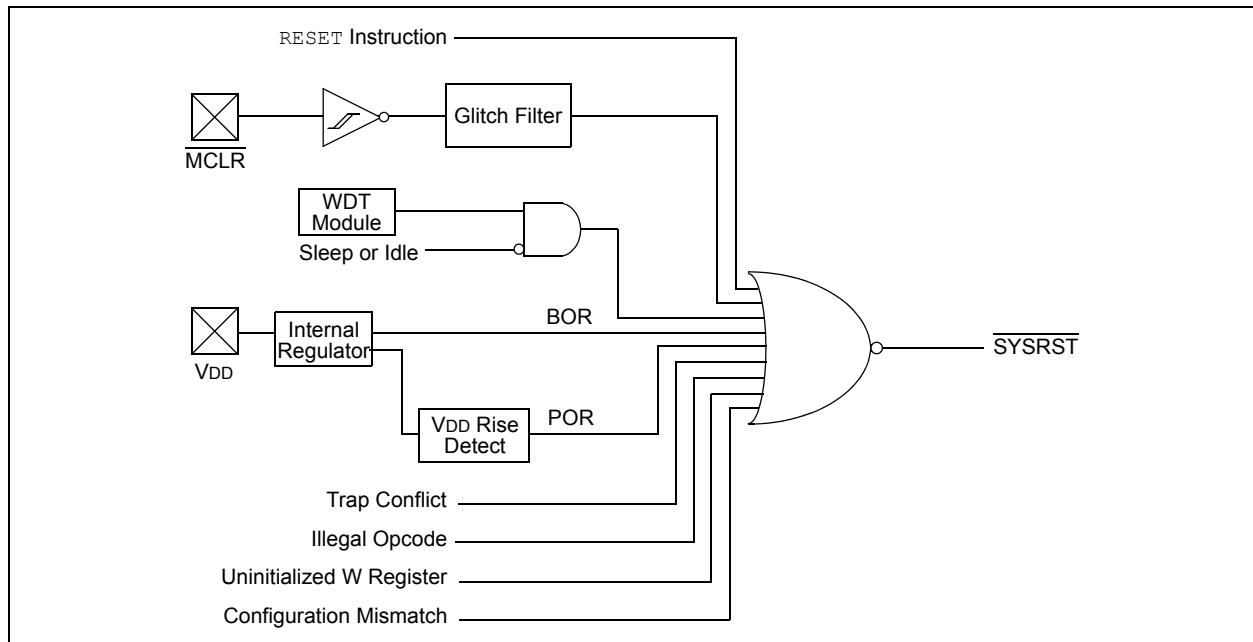 RESET Instruction
Glitch Filter
MCLR
WDT
Module
Sleep or Idle
BOR
Internal
Regulator
SYSRST
VDD
POR
VDD Rise
Detect
Trap Conflict
Illegal Opcode
Uninitialized W Register
Configuration Mismatch